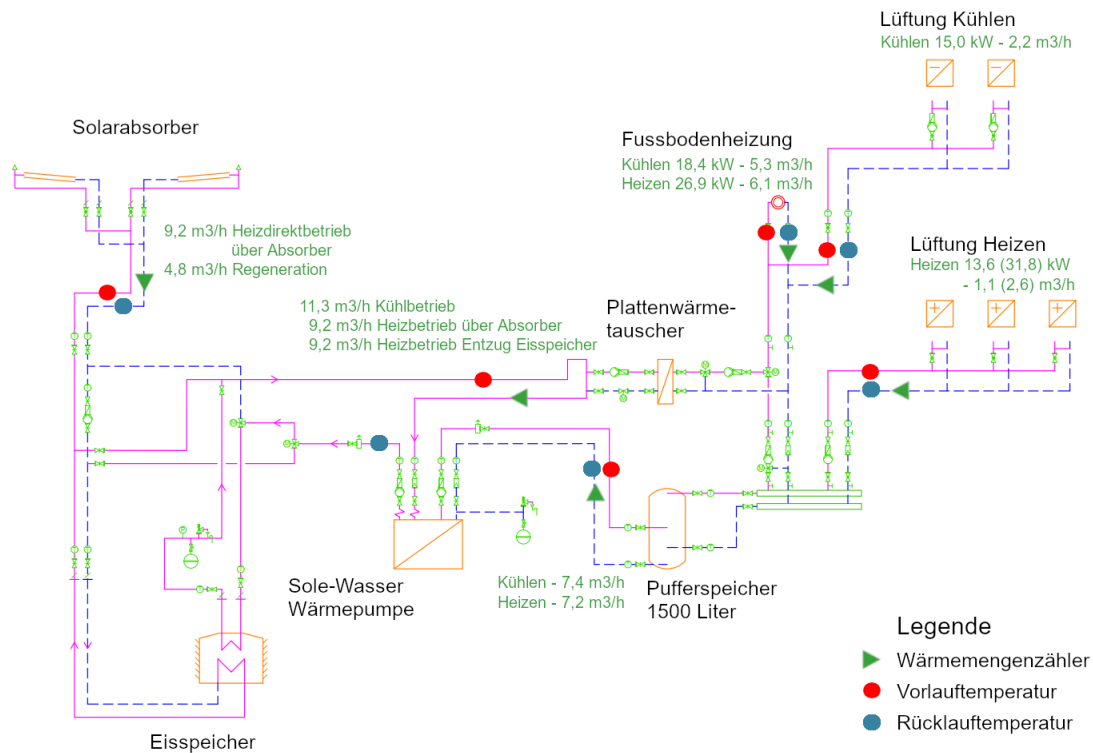 Lüftung Kühlen
Kühlen 15,0 kW - 2,2 m3/h
Solarabsorber
Fussbodenheizung
Kühlen 18,4 kW - 5,3 m3/h
Heizen 26,9 kW - 6,1 m3/h
9,2 m3/h Heizdirektbetrieb
über Absorber
4,8 m3/h Regeneration
Lüftung Heizen
Heizen 13,6 (31,8) kW
- 1,1 (2,6) m3/h
11,3 m3/h Kühlbetrieb
9,2 m3/h Heizbetrieb über Absorber
9,2 m3/h Heizbetrieb Entzug Eisspeicher
Plattenwärme-
tauscher
Sole-Wasser
Wärmepumpe
Kühlen - 7,4 m3/h
Heizen - 7,2 m3/h
Pufferspeicher
1500 Liter
Legende
Wärmemengenzähler
Vorlauftemperatur
Rücklauftemperatur
Eisspeicher